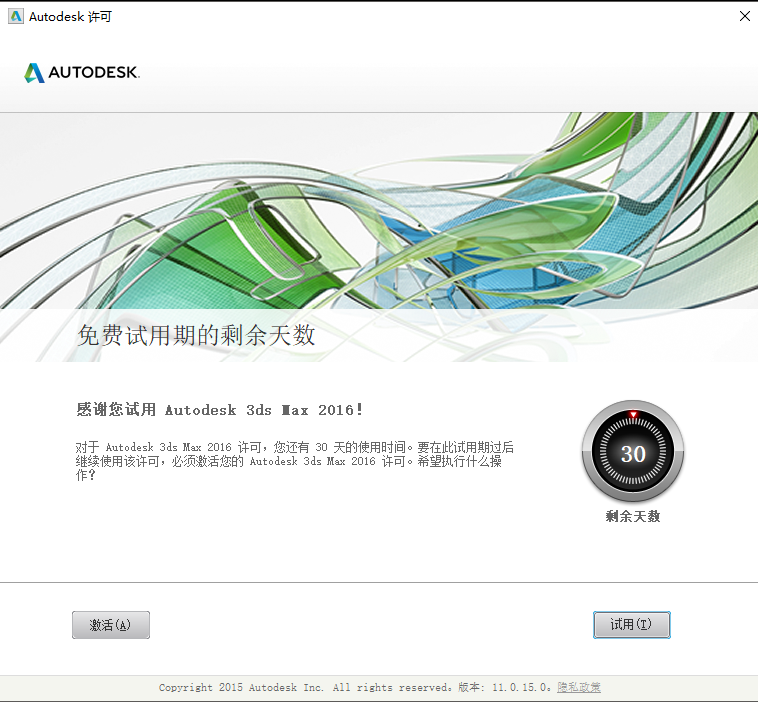 Autodesk 许可
AUTODESK.
免费试用期的剩余天数
感谢您试用 Autodesk 3ds Max 2016!
对于 Autodesk 3ds Max 2016 许可，您还有 30 天的使用时间。要在此试用期过后
继续使用该许可，必须激活您的 Autodesk 3ds Max 2016 许可。希望执行什么操
作?
30
剩余天数
激活(A)
试用(T)
Copyright 2015 Autodesk Inc. All rights reserved。版本: 11.0.15.0。隐私政策